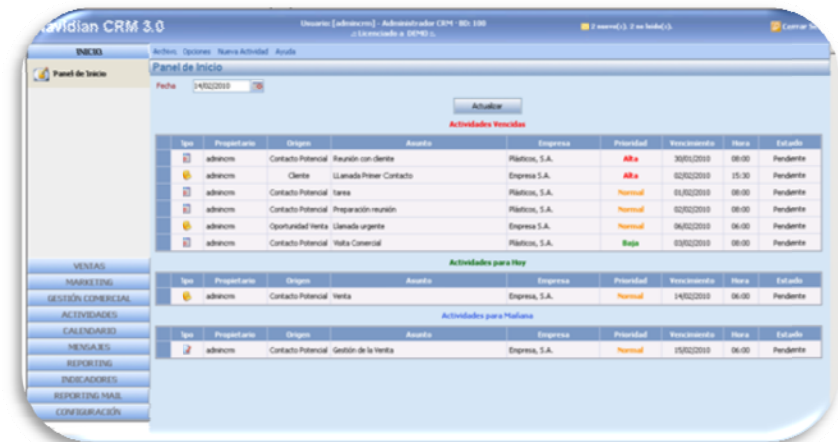 avidian CRM 3.0
Usuario: [admincrm] - Administrador CRM - BD: 100
.: Licenciado a DEMO :.
2 nuevo(s). 2 no leído(s).
Cerrar Se
INICIO
Archivo Opciones Nueva Actividad Ayuda
Panel de Inicio
Panel de Inicio
Fecha 14/02/2010
Actualizar
Actividades Vencidas
Tipo Propietario Origen Asunto Empresa Prioridad Vencimiento Hora Estado
admincrm Contacto Potencial Reunión con cliente Plásticos, S.A. Alta 30/01/2010 08:00 Pendiente
admincrm Cliente LLamada Primer Contacto Empresa S.A. Alta 02/02/2010 15:30 Pendiente
admincrm Contacto Potencial tarea Plásticos, S.A. Normal 01/02/2010 08:00 Pendiente
admincrm Contacto Potencial Preparación reunión Plásticos, S.A. Normal 02/02/2010 08:00 Pendiente
admincrm Oportunidad Venta Llamada urgente Empresa, S.A. Normal 06/02/2010 06:00 Pendiente
admincrm Contacto Potencial Visita Comercial Plásticos, S.A. Baja 03/02/2010 08:00 Pendiente
Actividades para Hoy
Tipo Propietario Origen Asunto Empresa Prioridad Vencimiento Hora Estado
admincrm Contacto Potencial Venta Empresa, S.A. Normal 14/02/2010 06:00 Pendiente
Actividades para Mañana
Tipo Propietario Origen Asunto Empresa Prioridad Vencimiento Hora Estado
admincrm Contacto Potencial Gestión de la Venta Empresa, S.A. Normal 15/02/2010 06:00 Pendiente
VENTAS
MARKETING
GESTIÓN COMERCIAL
ACTIVIDADES
CALENDARIO
MENSAJES
REPORTING
INDICADORES
REPORTING MAIL
CONFIGURACIÓN